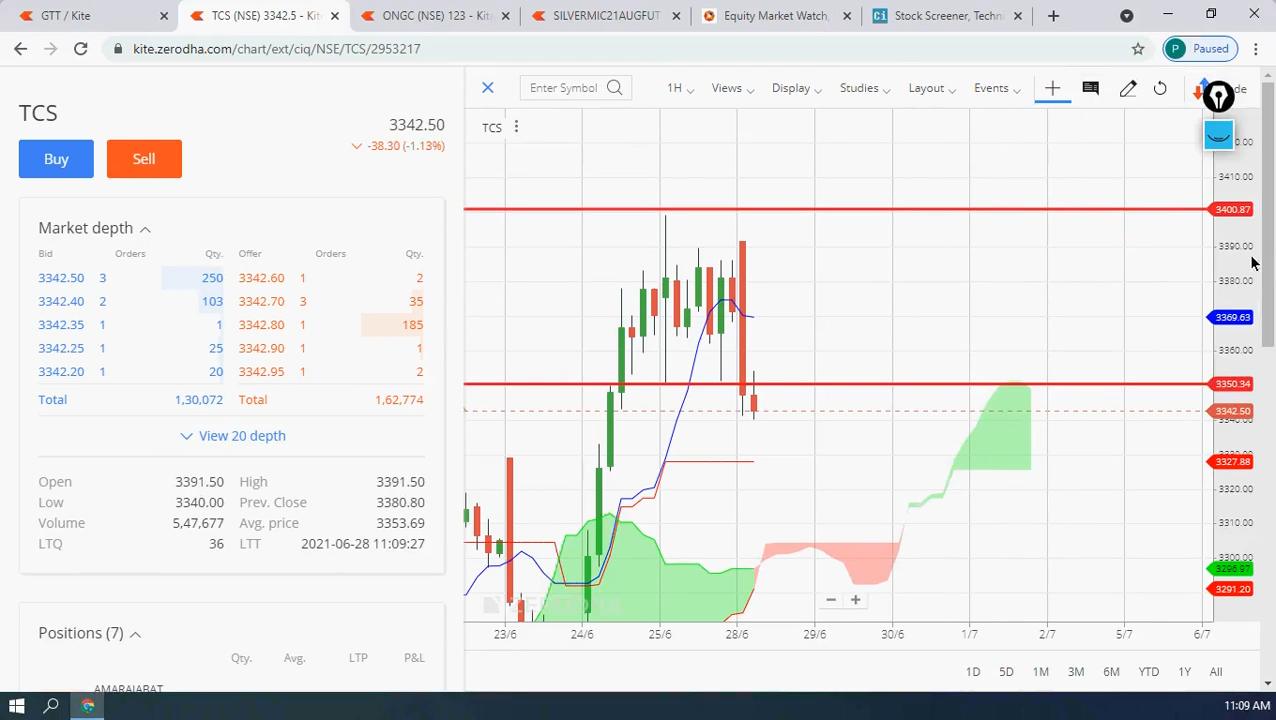 GTT / Kite
TCS (NSE) 3342.5 - Kit
ONGC (NSE) 123 - Kit
SILVERMIC21AUGFUT
Equity Market Watch,
Stock Screener, Techn
kite.zerodha.com/chart/ext/ciq/NSE/TCS/2953217
P Paused
TCS
3342.50
-38.30 (-1.13%)
Buy Sell
Market depth
Bid Orders Qty. Offer Orders Qty.
3342.50 3 250 3342.60 1 2
3342.40 2 103 3342.70 3 35
3342.35 1 1 3342.80 1 185
3342.25 1 25 3342.90 1 1
3342.20 1 20 3342.95 1 2
Total 1,30,072 Total 1,62,774
View 20 depth
Open 3391.50 High 3391.50
Low 3340.00 Prev. Close 3380.80
Volume 5,47,677 Avg. price 3353.69
LTQ 36 LTT 2021-06-28 11:09:27
Positions (7)
Qty. Avg. LTP P&L
AMARAJABAT
Enter Symbol 1H Views Display Studies Layout Events
TCS
3410.00
3400.87
3390.00
3380.00
3369.63
3360.00
3350.34
3342.50
3327.88
3320.00
3310.00
3300.00
3296.97
3291.20
ZERODHA
23/6 24/6 25/6 28/6 29/6 30/6 1/7 2/7 5/7 6/7
1D 5D 1M 3M 6M YTD 1Y All
11:09 AM